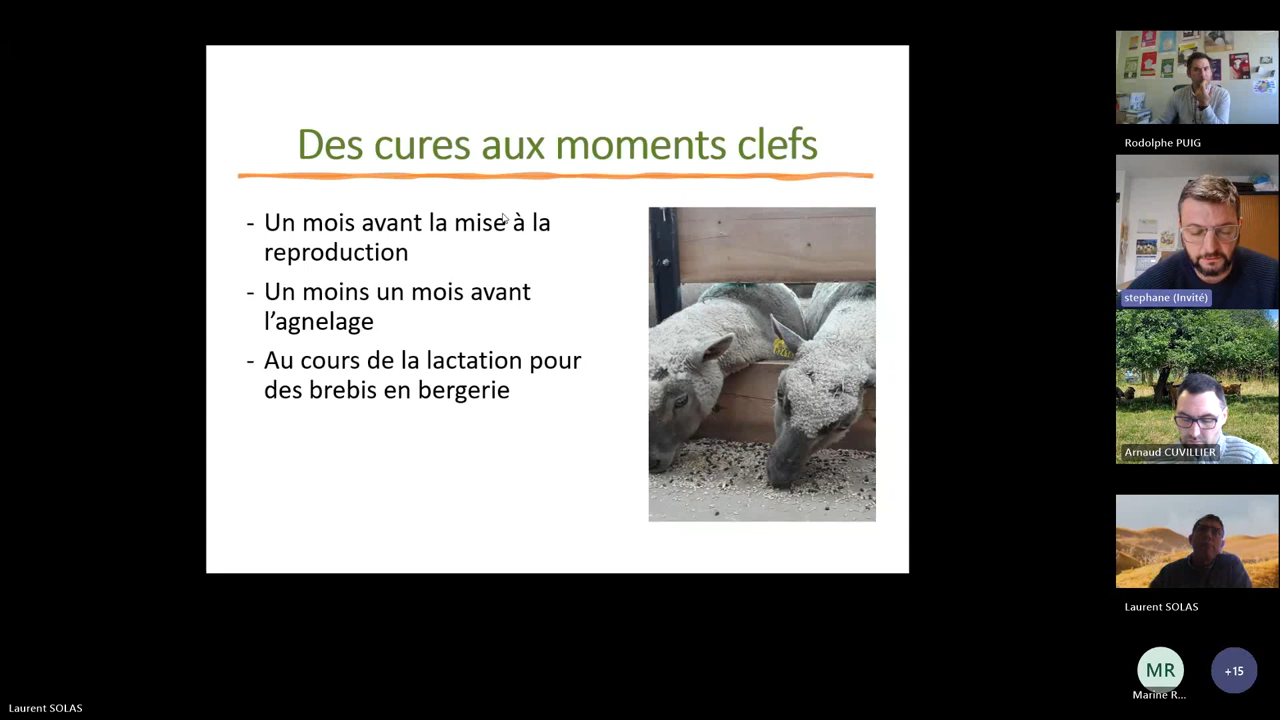 Des cures aux moments clefs
- Un mois avant la mise à la
reproduction
- Un moins un mois avant
l’agnelage
- Au cours de la lactation pour
des brebis en bergerie
Rodolphe PUIG
stephane (Invité)
Arnaud CUVILLIER
Laurent SOLAS
MR
+15
Marine R...
Laurent SOLAS